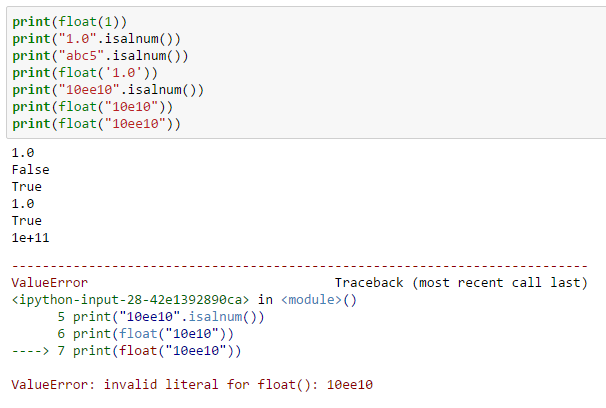 print(float(1))
print("1.0".isalnum())
print("abc5".isalnum())
print(float('1.0'))
print("10ee10".isalnum())
print(float("10e10"))
print(float("10ee10"))
1.0
False
True
1.0
True
1e+11
---------------------------------------------------------------------------
ValueError                                Traceback (most recent call last)
<ipython-input-28-42e1392890ca> in <module>()
      5 print("10ee10".isalnum())
      6 print(float("10e10"))
----> 7 print(float("10ee10"))
ValueError: invalid literal for float(): 10ee10